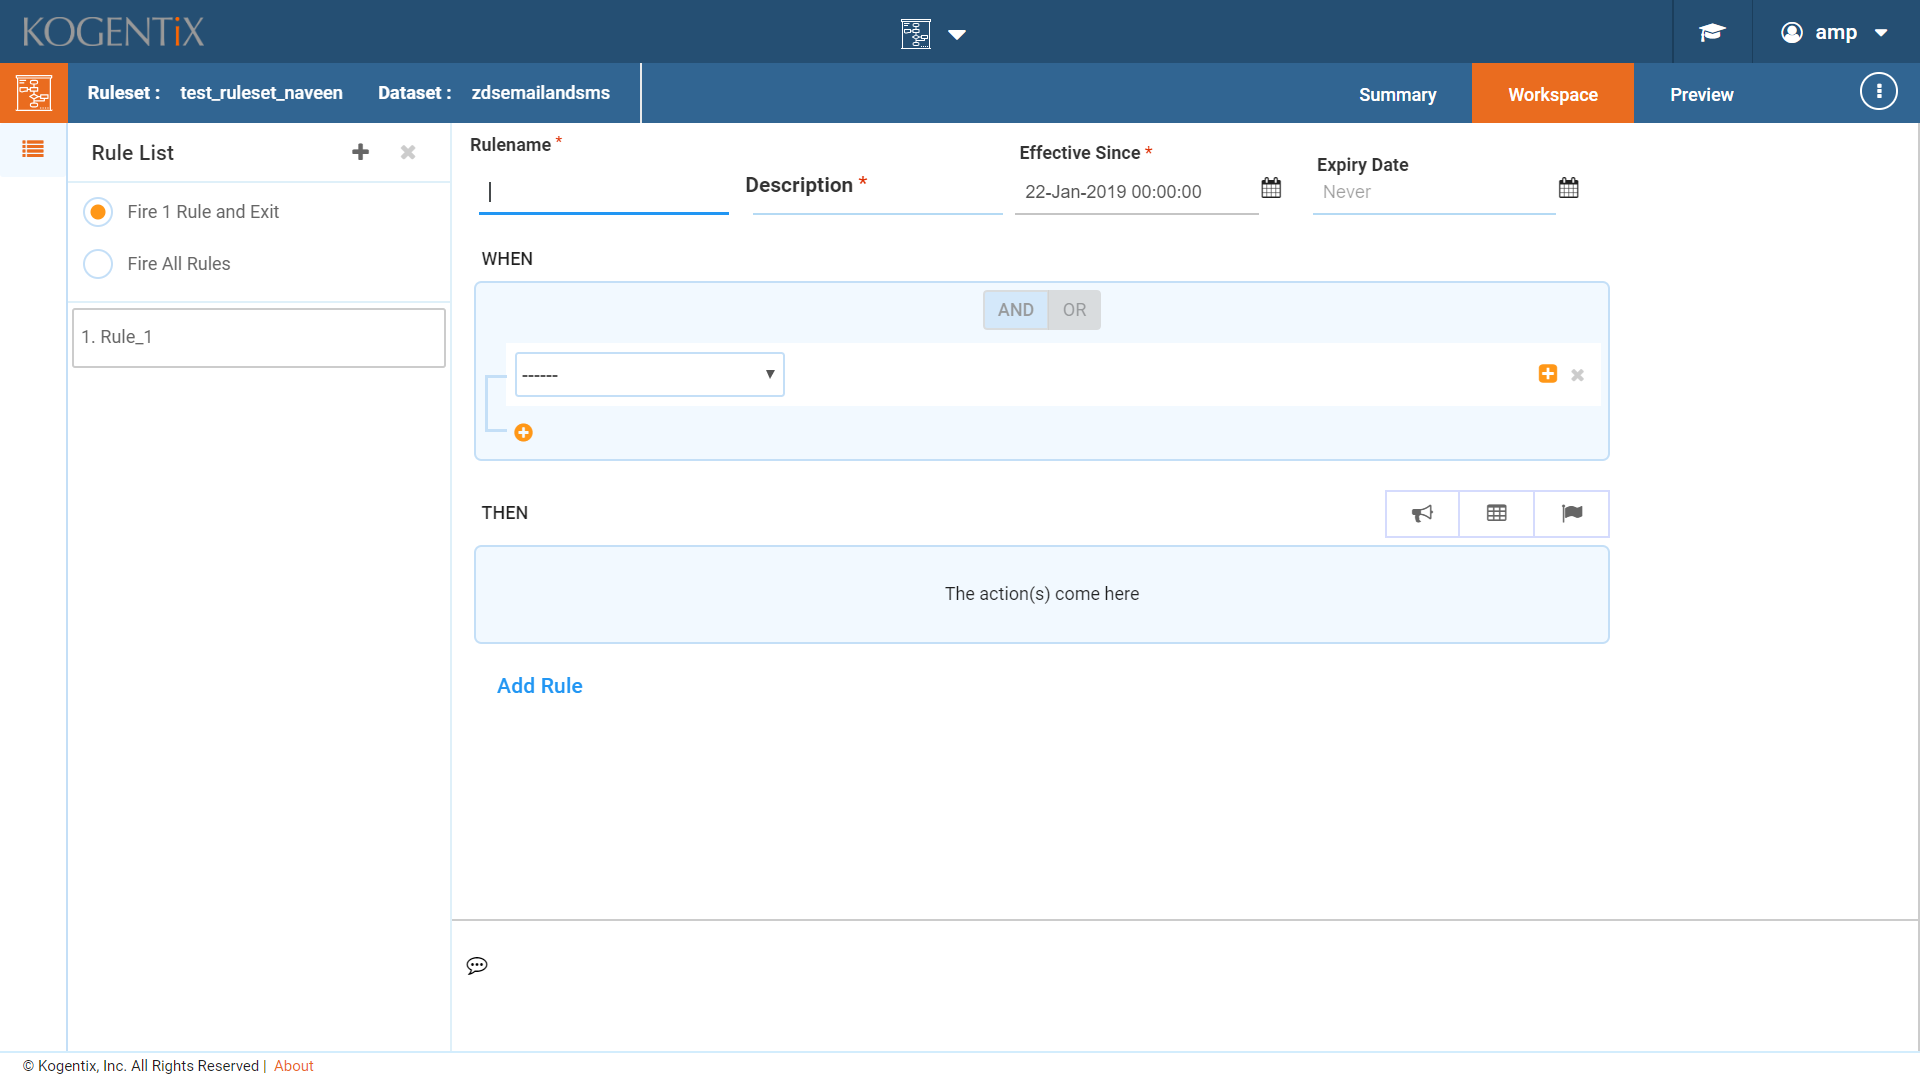 KOGENTiX
amp
Ruleset : test_ruleset_naveen Dataset : zdsemailandsms
Summary Workspace Preview
Rule List
Fire 1 Rule and Exit
Fire All Rules
1. Rule_1
Rulename *
Description *
Effective Since *
22-Jan-2019 00:00:00
Expiry Date
Never
WHEN
AND OR
------
THEN
The action(s) come here
Add Rule
© Kogentix, Inc. All Rights Reserved | About